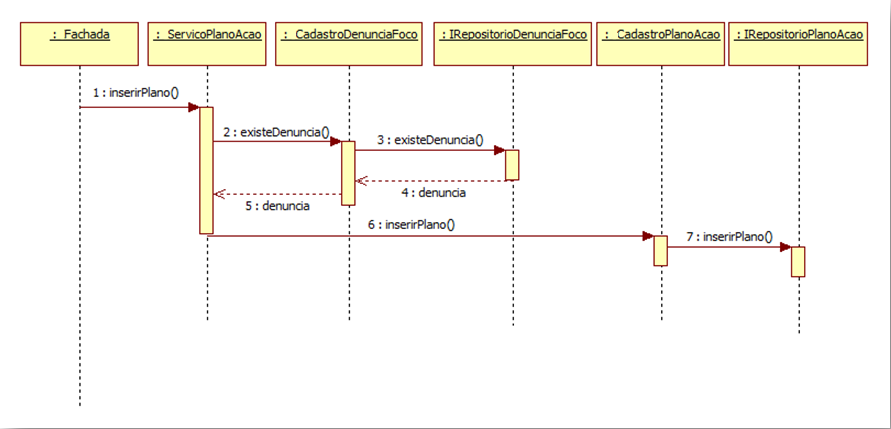 : Fachada
: ServicoPlanoAcao
: CadastroDenunciaFoco
: IRepositorioDenunciaFoco
: CadastroPlanoAcao
: IRepositorioPlanoAcao
1 : inserirPlano()
2 : existeDenuncia()
3 : existeDenuncia()
4 : denuncia
5 : denuncia
6 : inserirPlano()
7 : inserirPlano()